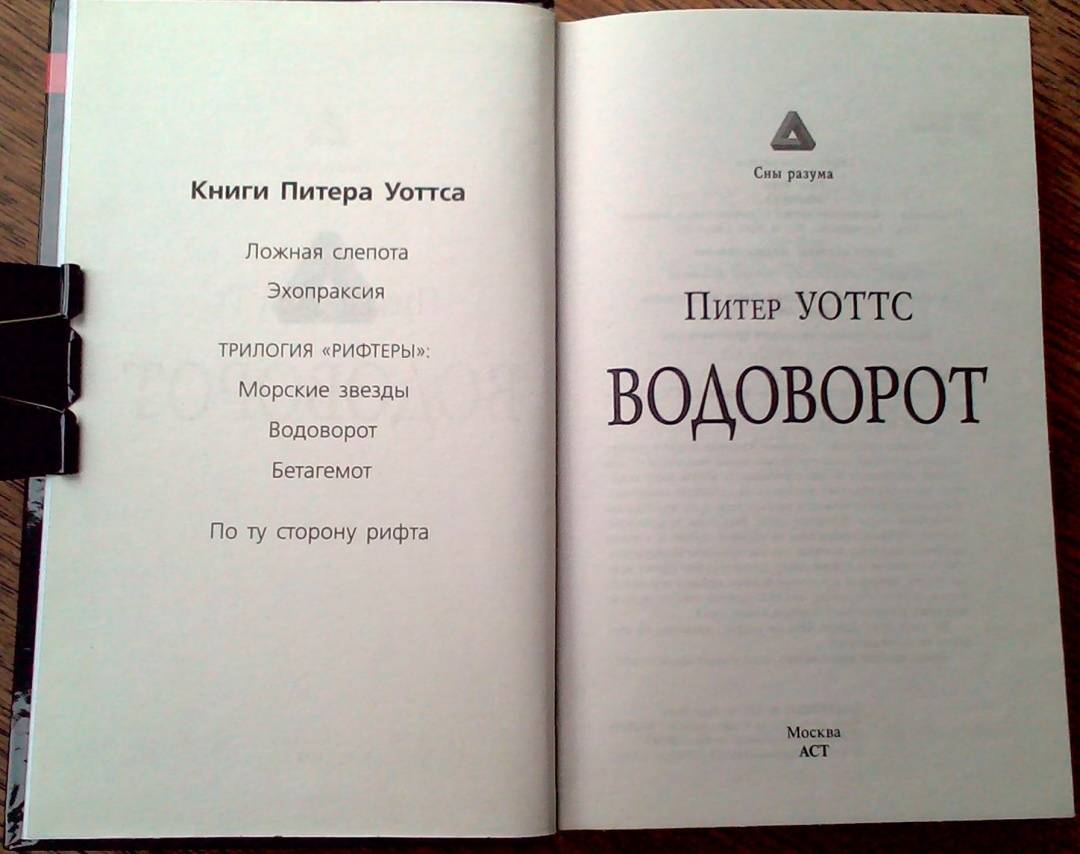 Книги Питера Уоттса
Ложная слепота
Эхопраксия
ТРИЛОГИЯ «РИФТЕРЫ»:
Морские звезды
Водоворот
Бетагемот
По ту сторону рифта
Сны разума
Питер УОТТС
ВОДОВОРОТ
Москва
АСТ